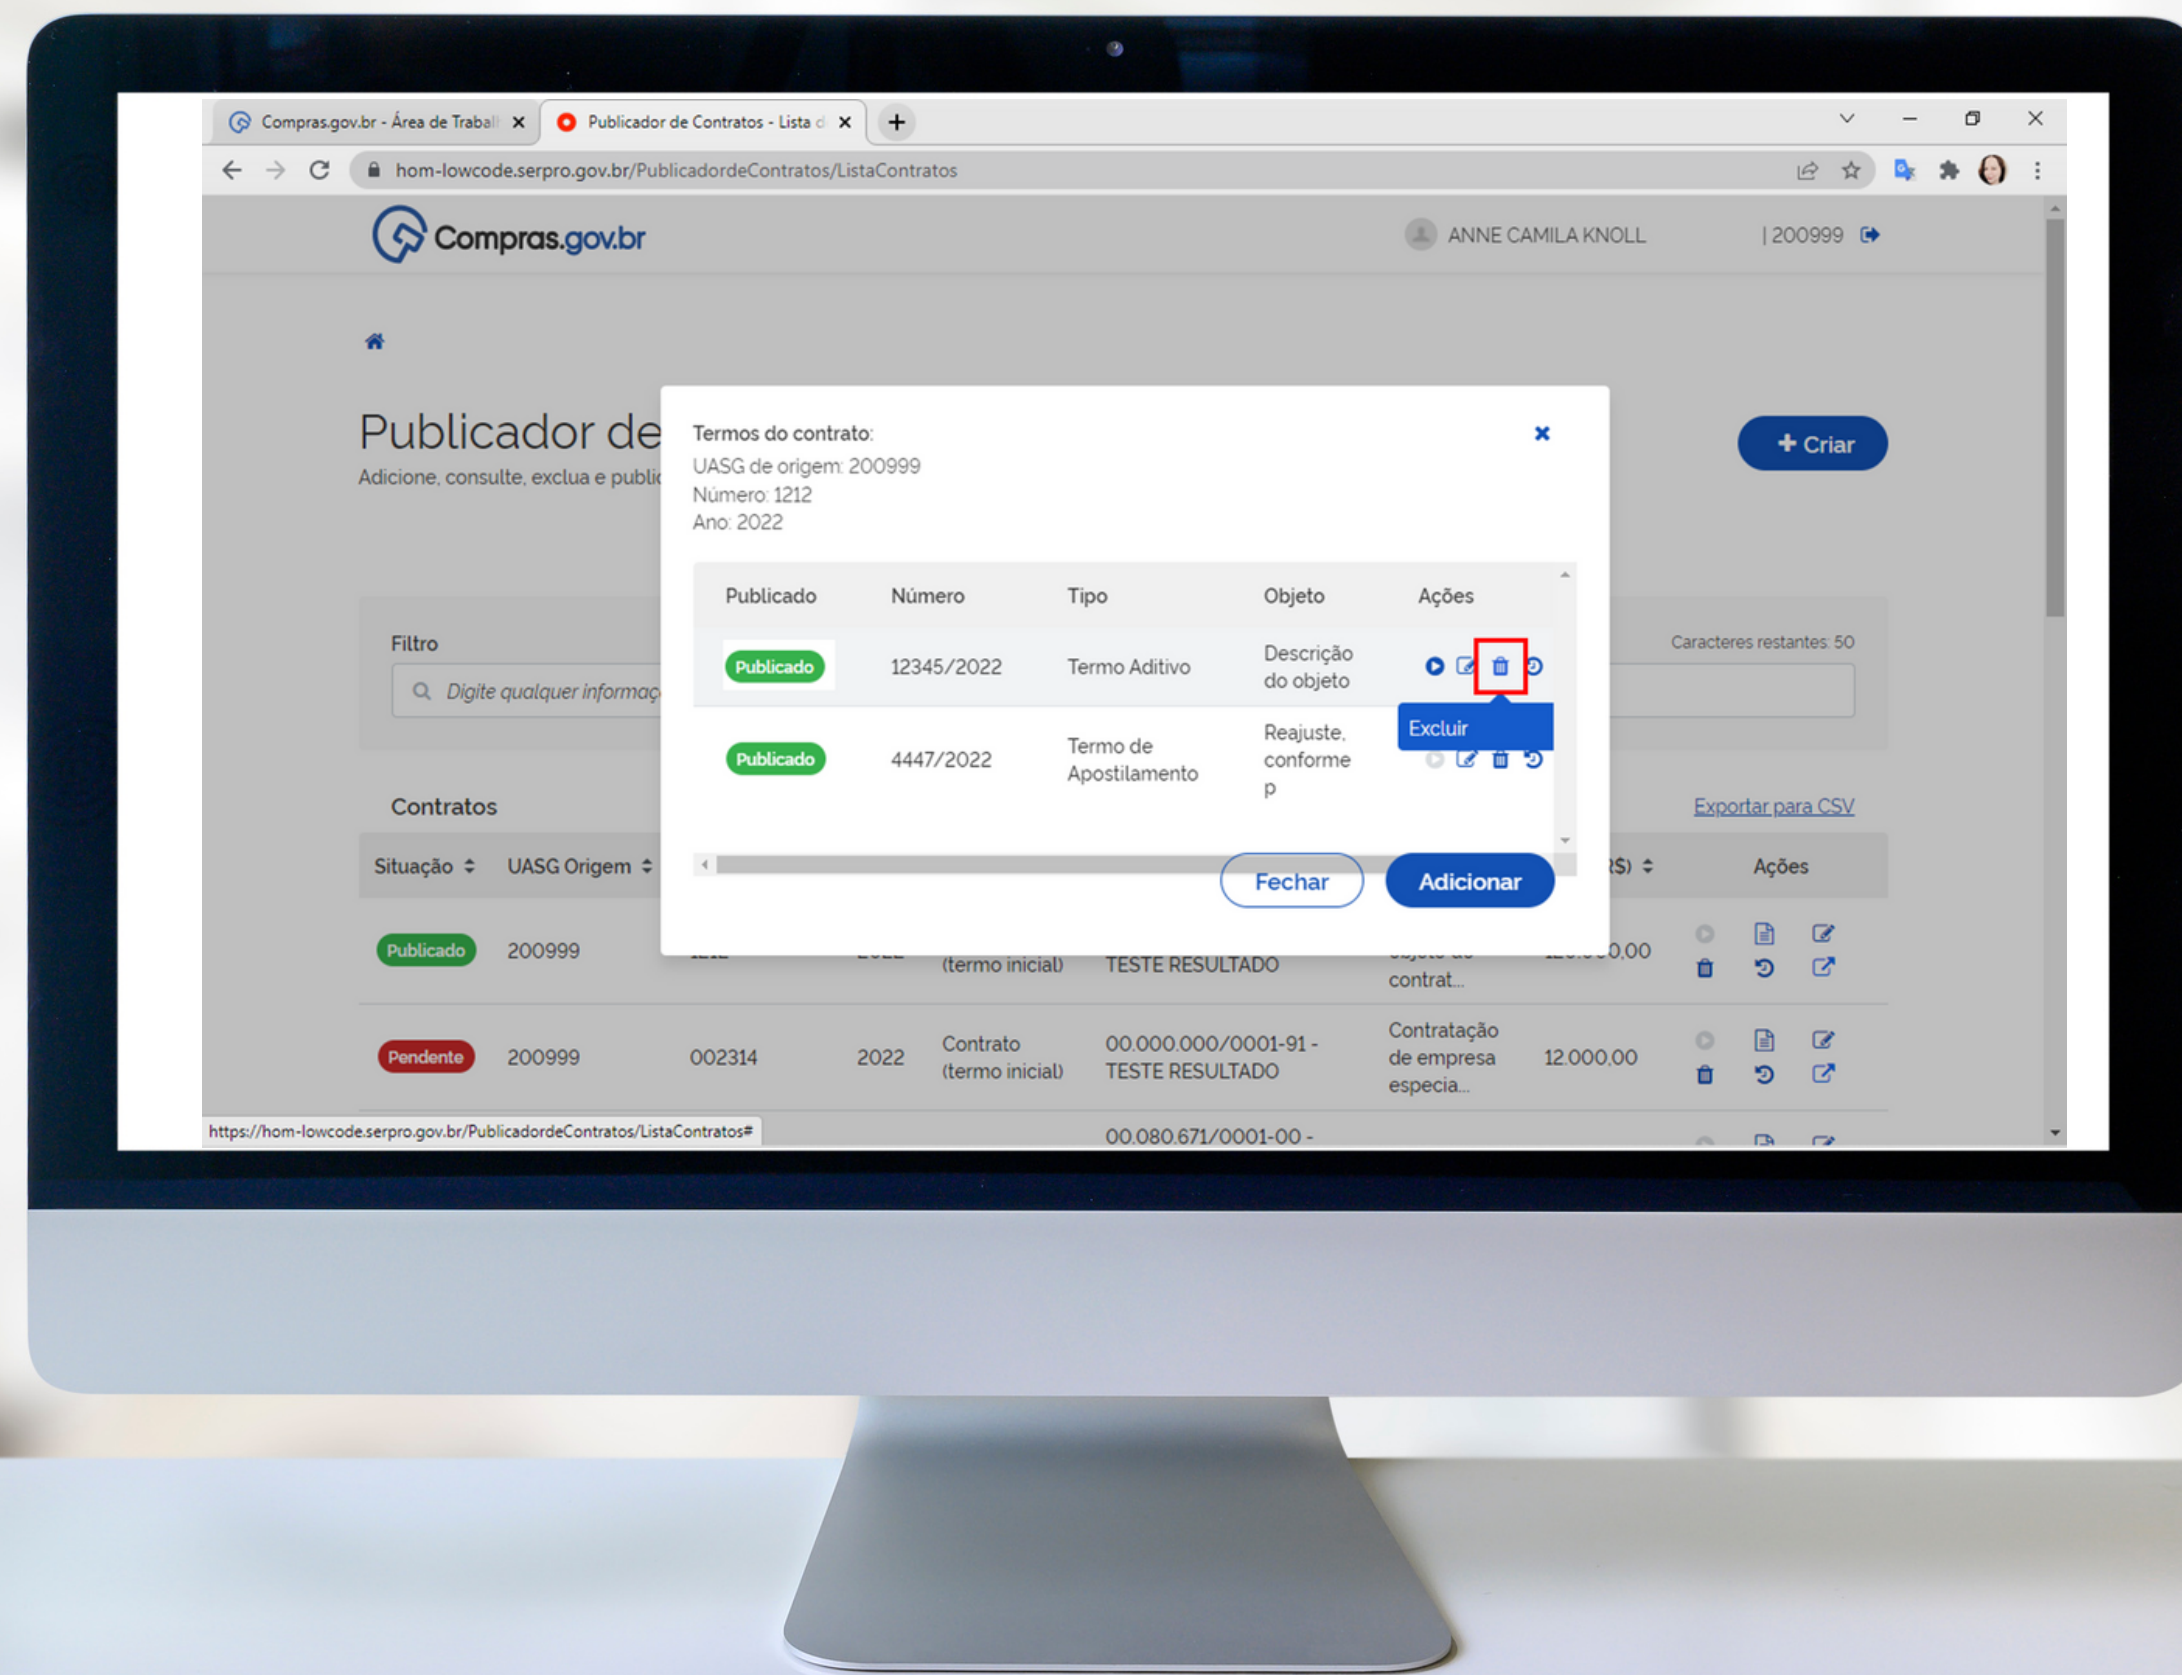 Compras.gov.br - Área de Trabal
Publicador de Contratos - Lista d
hom-lowcode.serpro.gov.br/PublicadordeContratos/ListaContratos
Compras.gov.br
ANNE CAMILA KNOLL | 200999
Publicador de
+ Criar
Adicione, consulte, exclua e public
Termos do contrato:
UASG de origem: 200999
Número: 1212
Ano: 2022
Publicado Número Tipo Objeto Ações
Publicado 12345/2022 Termo Aditivo Descrição do objeto
Excluir
Publicado 4447/2022 Termo de Apostilamento Reajuste, conforme p
Fechar Adicionar
Filtro
Caracteres restantes: 50
Digite qualquer informaç
Contratos
Exportar para CSV
Situação UASG Origem R$) Ações
Publicado 200999 (termo inicial) TESTE RESULTADO contrat... 0,00
Pendente 200999 002314 2022 Contrato (termo inicial) 00.000.000/0001-91 - TESTE RESULTADO Contratação de empresa especia... 12.000,00
00.080.671/0001-00 -
https://hom-lowcode.serpro.gov.br/PublicadordeContratos/ListaContratos#